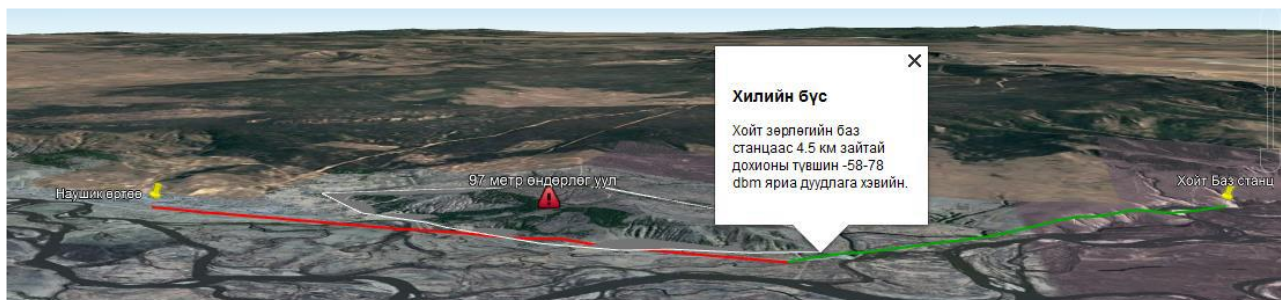 Хилийн бүс
Хойт зөрлөгийн баз
станцаас 4.5 км зайтай
дохионы түвшин -58-78
dbm яриа дуудлага хэвийн.
97 метр өндөрлөг уул
Наушик өртөө
Хойт Баз станц